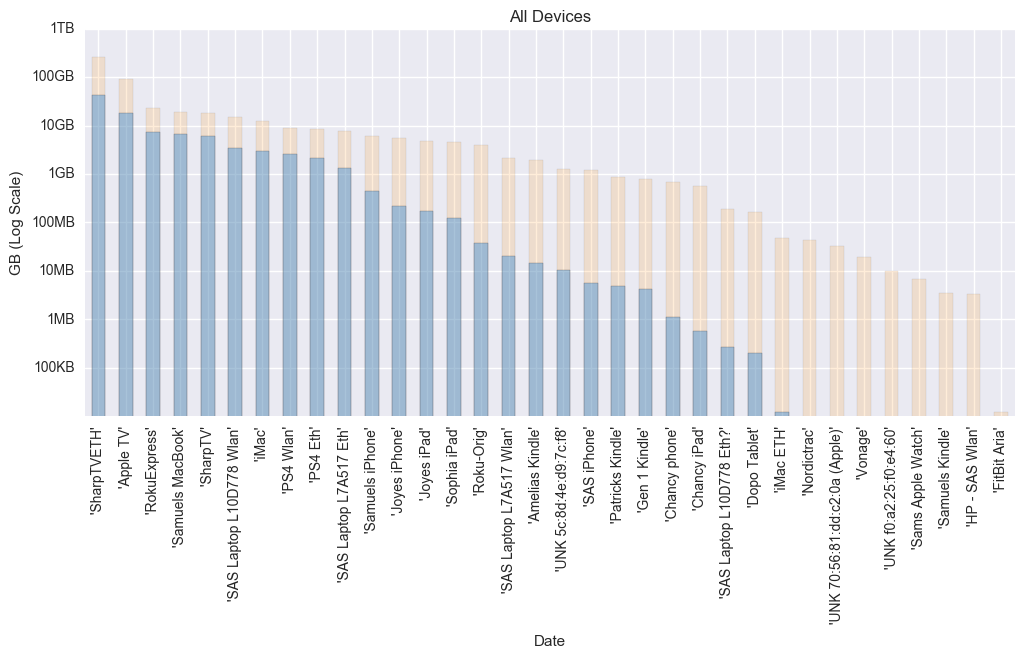 All Devices
1TB
100GB
10GB
1GB
100MB
10MB
1MB
100KB
GB (Log Scale)
'SharpTVETH'
'Apple TV'
'RokuExpress'
'Samuels MacBook'
'SharpTV'
'SAS Laptop L10D778 Wlan'
'iMac'
'PS4 Wlan'
'PS4 Eth'
'SAS Laptop L7A517 Eth'
'Samuels iPhone'
'Joyes iPhone'
'Joyes iPad'
'Sophia iPad'
'Roku-Orig'
'SAS Laptop L7A517 Wlan'
'Amelias Kindle'
'UNK 5c:8d:4e:d9:7c:f8'
'SAS iPhone'
'Patricks Kindle'
'Gen 1 Kindle'
'Chancy phone'
'Chancy iPad'
'SAS Laptop L10D778 Eth?'
'Dopo Tablet'
'iMac ETH'
'Nordictrac'
'UNK 70:56:81:dd:c2:0a (Apple)'
'Vonage'
'UNK f0:a2:25:f0:e4:60'
'Sams Apple Watch'
'Samuels Kindle'
'HP - SAS Wlan'
'FitBit Aria'
Date